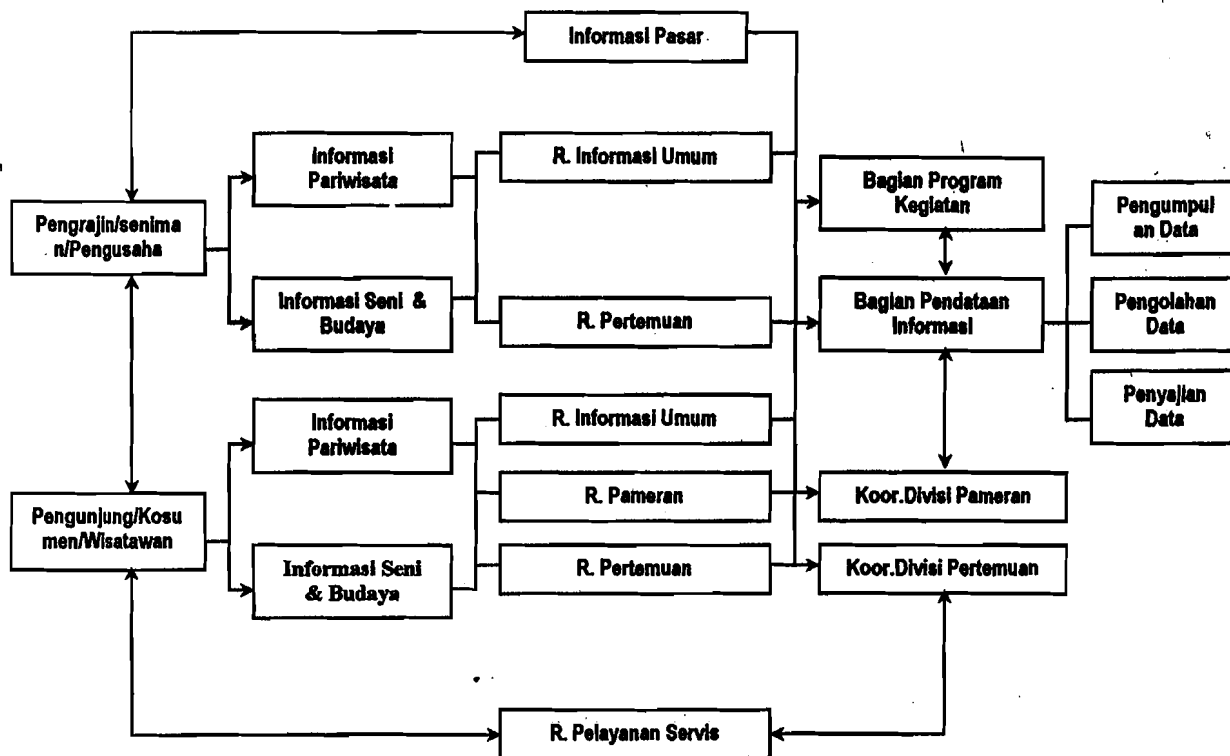 Informasi Pasar
Informasi
Pariwisata
R. Informasi Umum
Bagian Program
Kegiatan
Pengumpul
an Data
Pengrajin/senima
n/Pengusaha
Informasi Seni &
Budaya
R. Pertemuan
Bagian Pendataan
Informasi
Pengolahan
Data
Informasi
Pariwisata
R. Informasi Umum
Penyajian
Data
Pengunjung/Kosu
men/Wisatawan
R. Pameran
Koor.Divisi Pameran
Informasi Seni
& Budaya
R. Pertemuan
Koor.Divisi Pertemuan
R. Pelayanan Servis